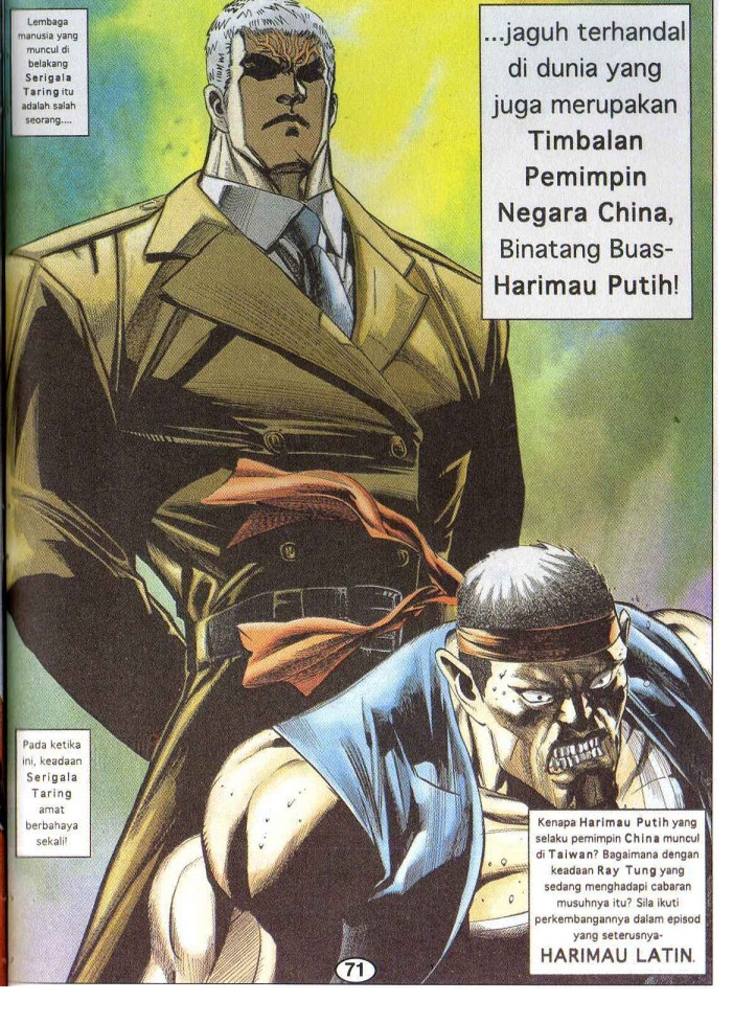 Lembaga
manusia yang
muncul di
belakang
Serigala
Taring itu
adalah salah
seorang....
...jaguh terhandal
di dunia yang
juga merupakan
Timbalan
Pemimpin
Negara China,
Binatang Buas-
Harimau Putih!
Pada ketika
ini, keadaan
Serigala
Taring
amat
berbahaya
sekali!
Kenapa Harimau Putih yang
selaku pemimpin China muncul
di Taiwan? Bagaimana dengan
keadaan Ray Tung yang
sedang menghadapi cabaran
musuhnya itu? Sila ikuti
perkembangannya dalam episod
yang seterusnya-
HARIMAU LATIN.
71